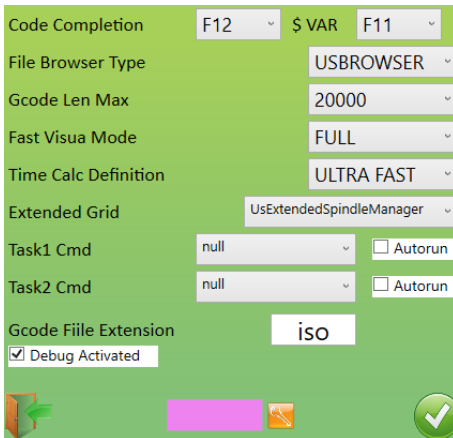 Code Completion F12 $ VAR F11
File Browser Type USBROWSER
Gcode Len Max 20000
Fast Visua Mode FULL
Time Calc Definition ULTRA FAST
Extended Grid UsExtendedSpindleManager
Task1 Cmd null Autorun
Task2 Cmd null Autorun
Gcode Fiile Extension iso
Debug Activated